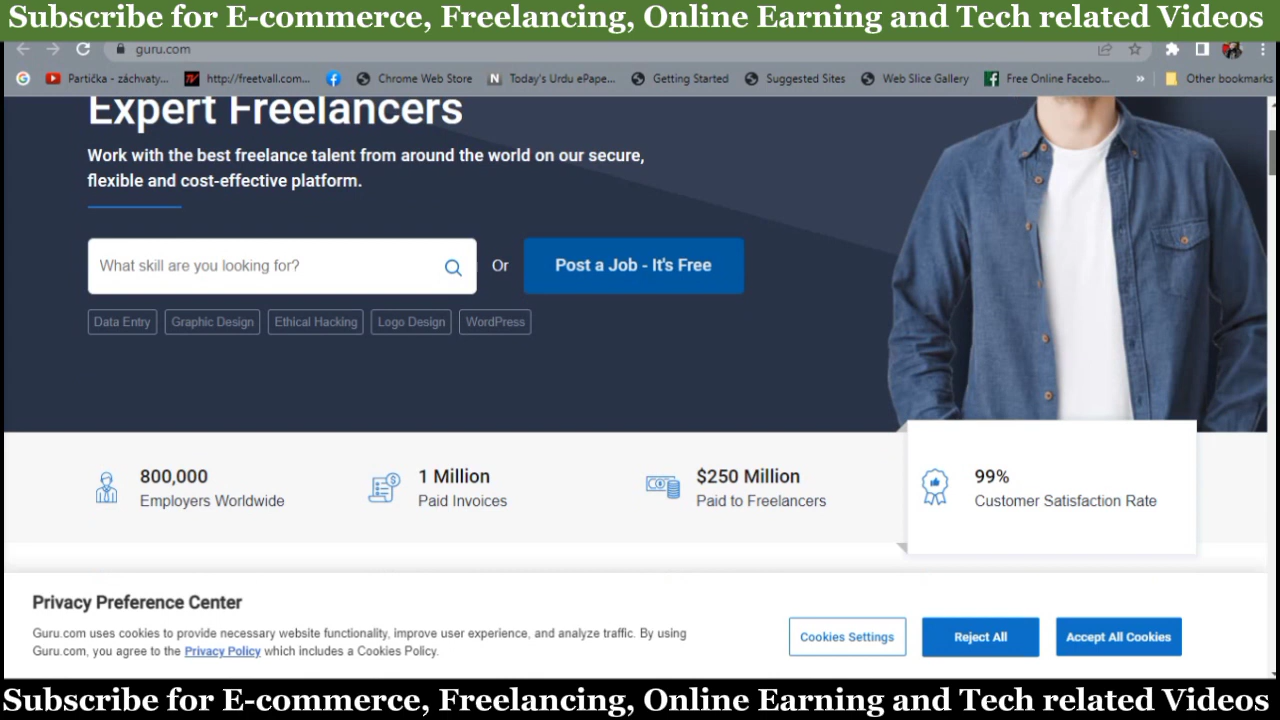 Subscribe for E-commerce, Freelancing, Online Earning and Tech related Videos
guru.com
Partička - záchvaty... http://freetvall.com... Chrome Web Store Today's Urdu ePape... Getting Started Suggested Sites Web Slice Gallery Free Online Facebo... » Other bookmarks
Expert Freelancers
Work with the best freelance talent from around the world on our secure,
flexible and cost-effective platform.
What skill are you looking for? Or Post a Job - It's Free
Data Entry Graphic Design Ethical Hacking Logo Design WordPress
800,000 1 Million $250 Million 99%
Employers Worldwide Paid Invoices Paid to Freelancers Customer Satisfaction Rate
Privacy Preference Center
Guru.com uses cookies to provide necessary website functionality, improve user experience, and analyze traffic. By using
Guru.com, you agree to the Privacy Policy which includes a Cookies Policy.
Cookies Settings Reject All Accept All Cookies
Subscribe for E-commerce, Freelancing, Online Earning and Tech related Videos